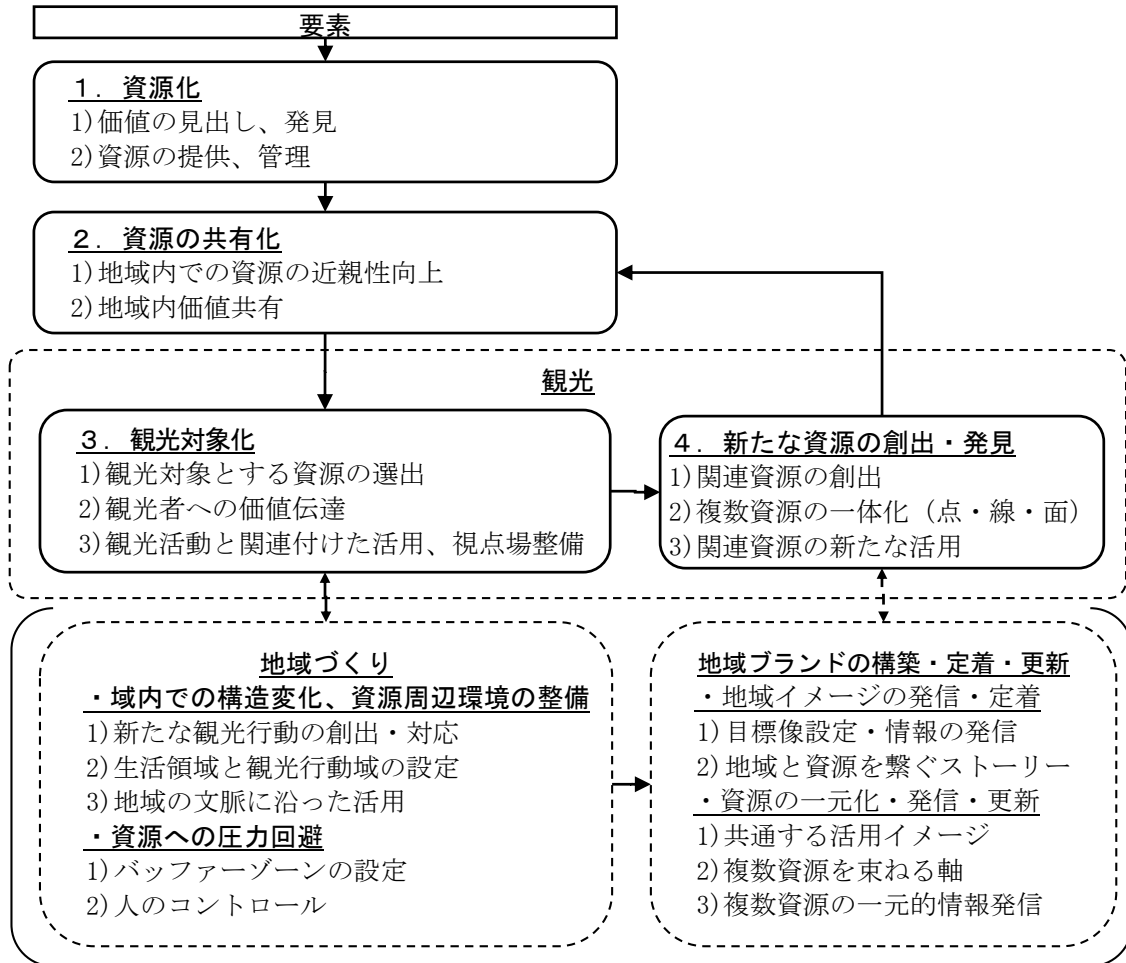 要素
１．資源化
1)価値の見出し、発見
2)資源の提供、管理
２．資源の共有化
1)地域内での資源の近親性向上
2)地域内価値共有
観光
３．観光対象化
1)観光対象とする資源の選出
2)観光者への価値伝達
3)観光活動と関連付けた活用、視点場整備
４．新たな資源の創出・発見
1)関連資源の創出
2)複数資源の一体化（点・線・面）
3)関連資源の新たな活用
地域づくり
・域内での構造変化、資源周辺環境の整備
1)新たな観光行動の創出・対応
2)生活領域と観光行動域の設定
3)地域の文脈に沿った活用
・資源への圧力回避
1)バッファーゾーンの設定
2)人のコントロール
地域ブランドの構築・定着・更新
・地域イメージの発信・定着
1)目標像設定・情報の発信
2)地域と資源を繋ぐストーリー
・資源の一元化・発信・更新
1)共通する活用イメージ
2)複数資源を束ねる軸
3)複数資源の一元的情報発信